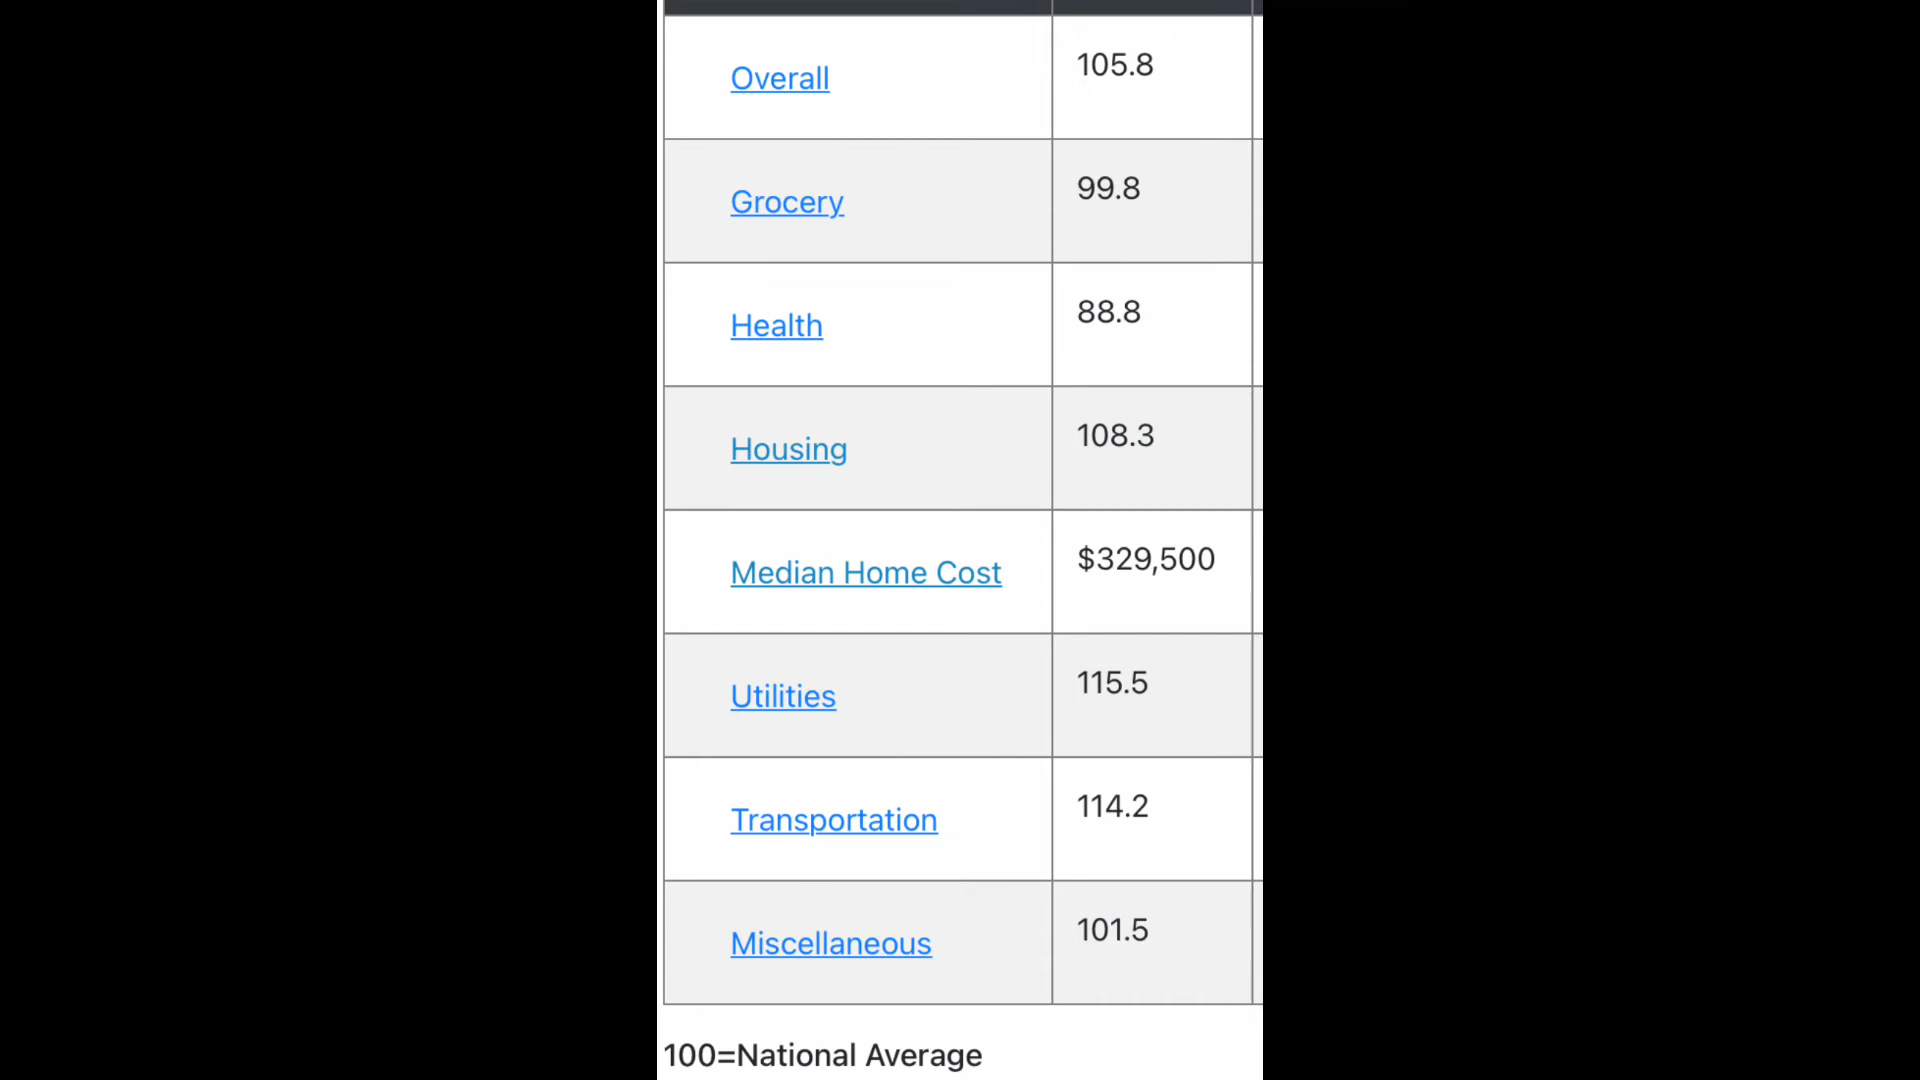 Overall 105.8
Grocery 99.8
Health 88.8
Housing 108.3
Median Home Cost $329,500
Utilities 115.5
Transportation 114.2
Miscellaneous 101.5
100=National Average